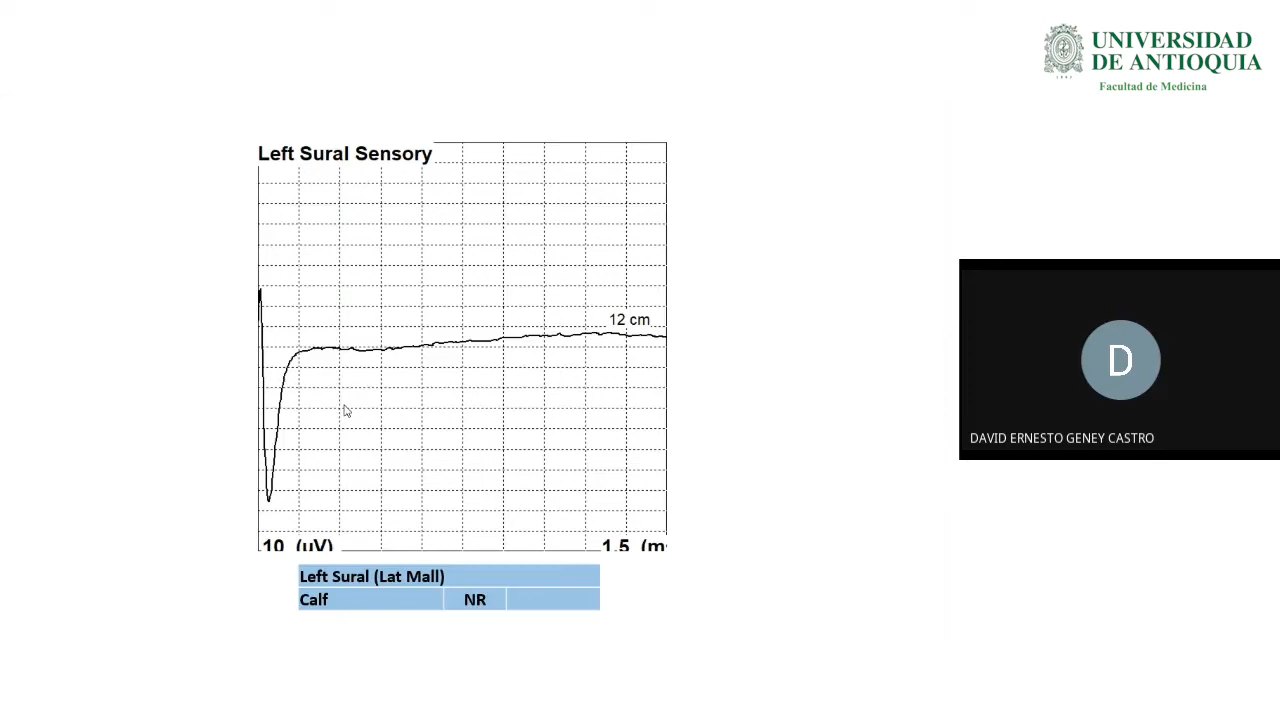 UNIVERSIDAD
DE ANTIOQUIA
1803
Facultad de Medicina
Left Sural Sensory
12 cm
10 (uV)
1.5 (m
Left Sural (Lat Mall)
Calf NR
D
DAVID ERNESTO GENEY CASTRO